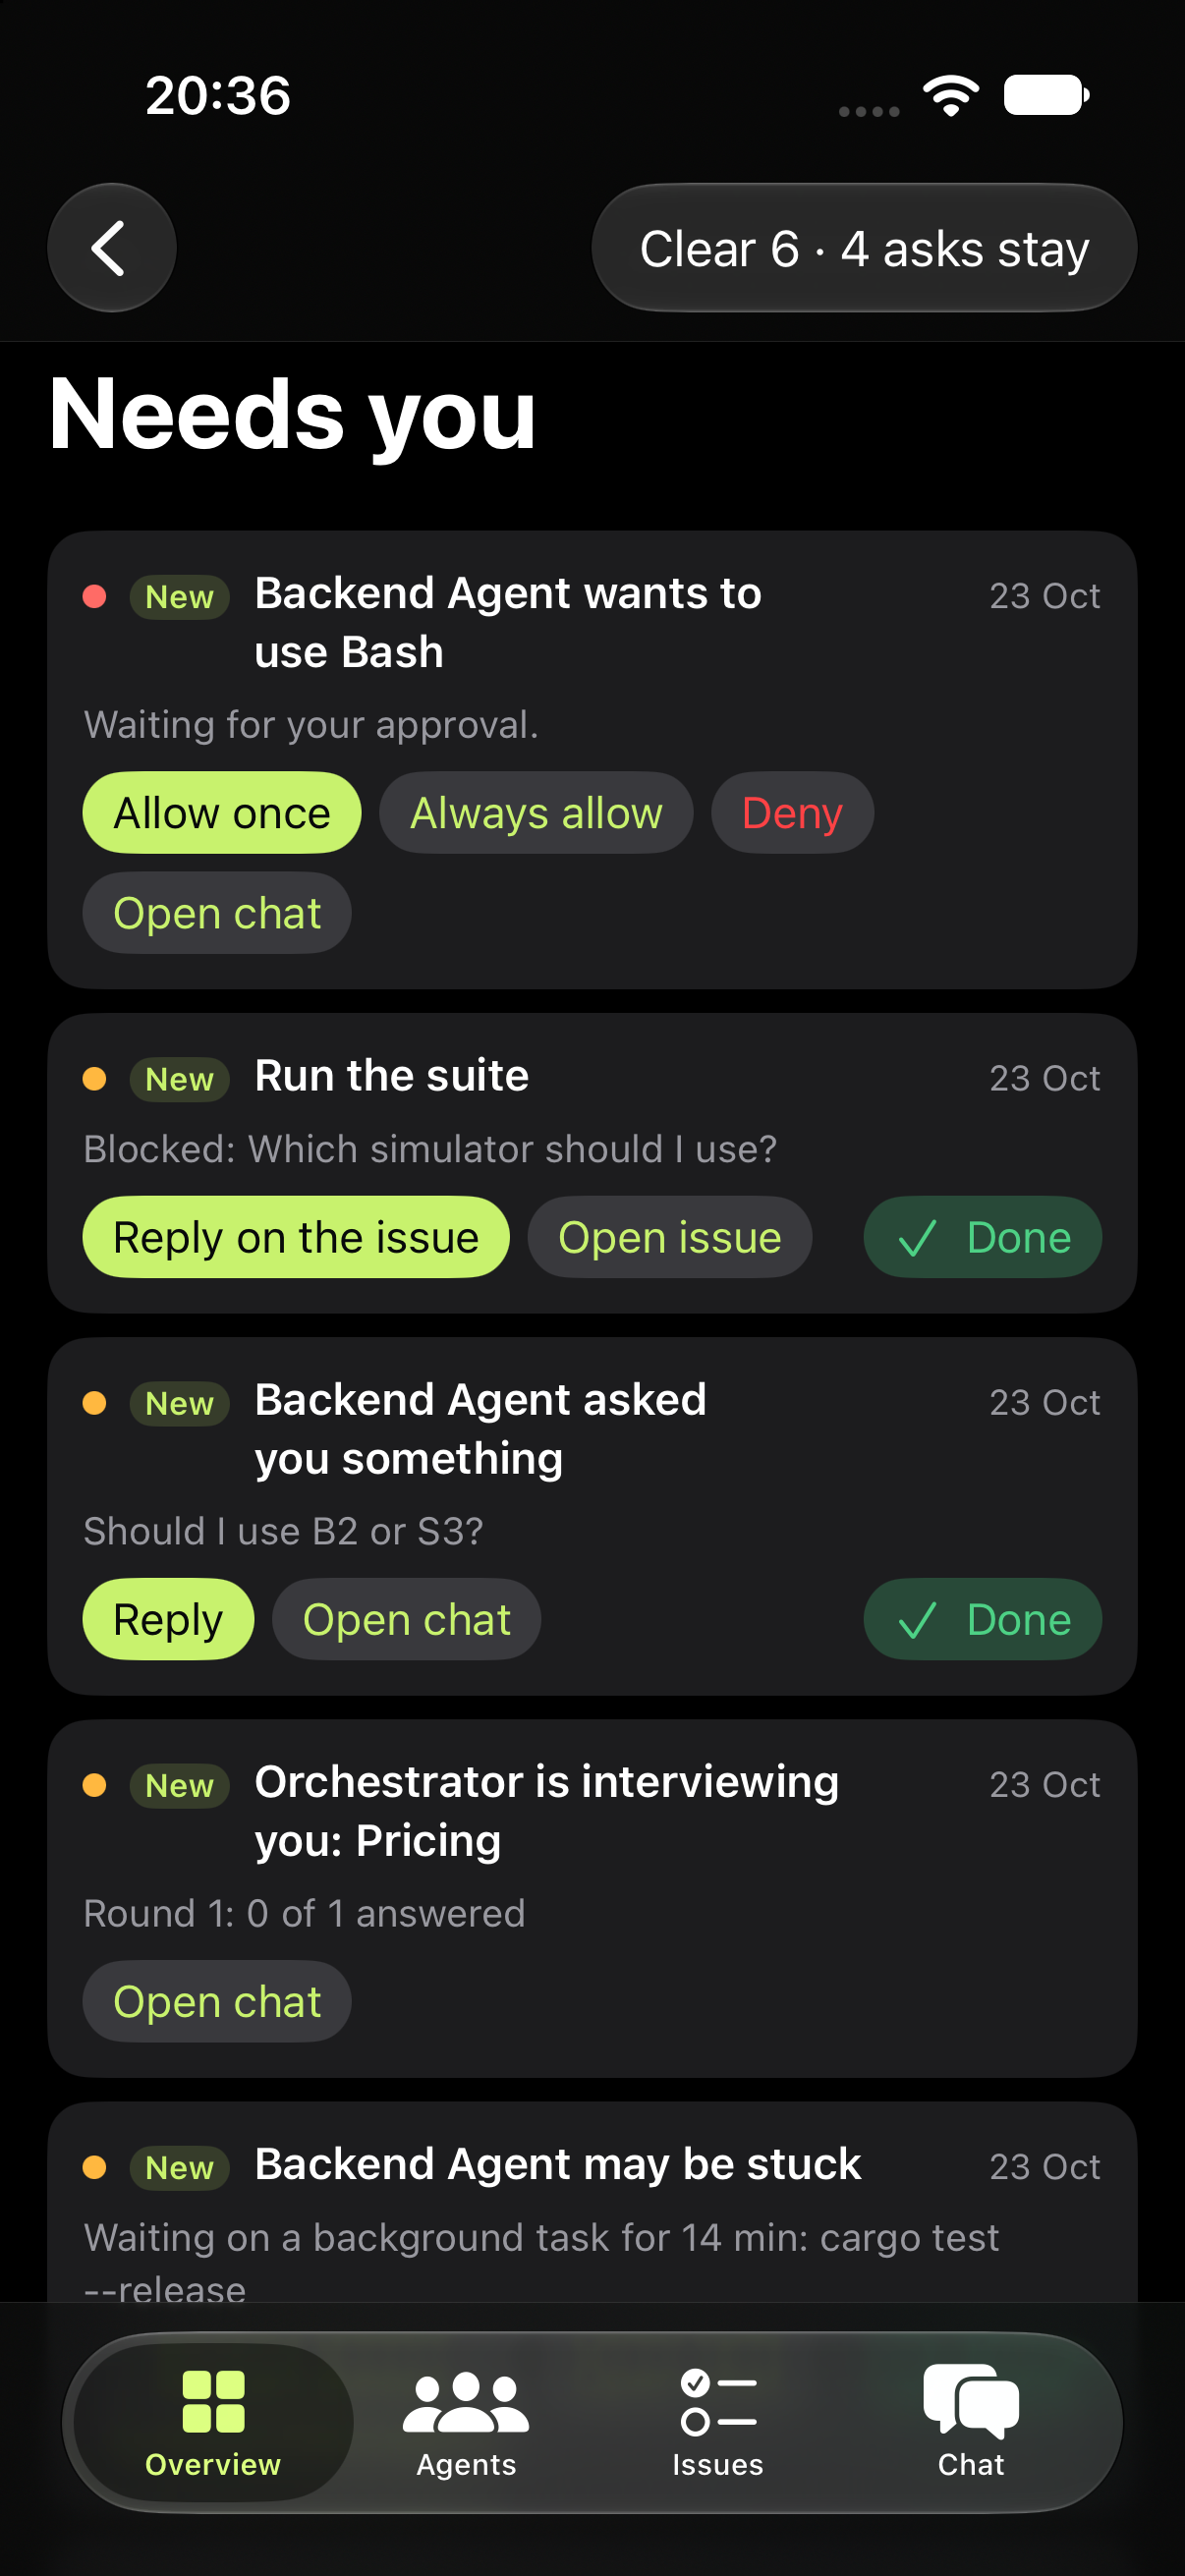 20:36
Clear 6 · 4 asks stay
Needs you
New Backend Agent wants to 23 Oct
use Bash
Waiting for your approval.
Allow once Always allow Deny
Open chat
New Run the suite 23 Oct
Blocked: Which simulator should I use?
Reply on the issue Open issue Done
New Backend Agent asked 23 Oct
you something
Should I use B2 or S3?
Reply Open chat Done
New Orchestrator is interviewing 23 Oct
you: Pricing
Round 1: 0 of 1 answered
Open chat
New Backend Agent may be stuck 23 Oct
Waiting on a background task for 14 min: cargo test
--release
Overview Agents Issues Chat